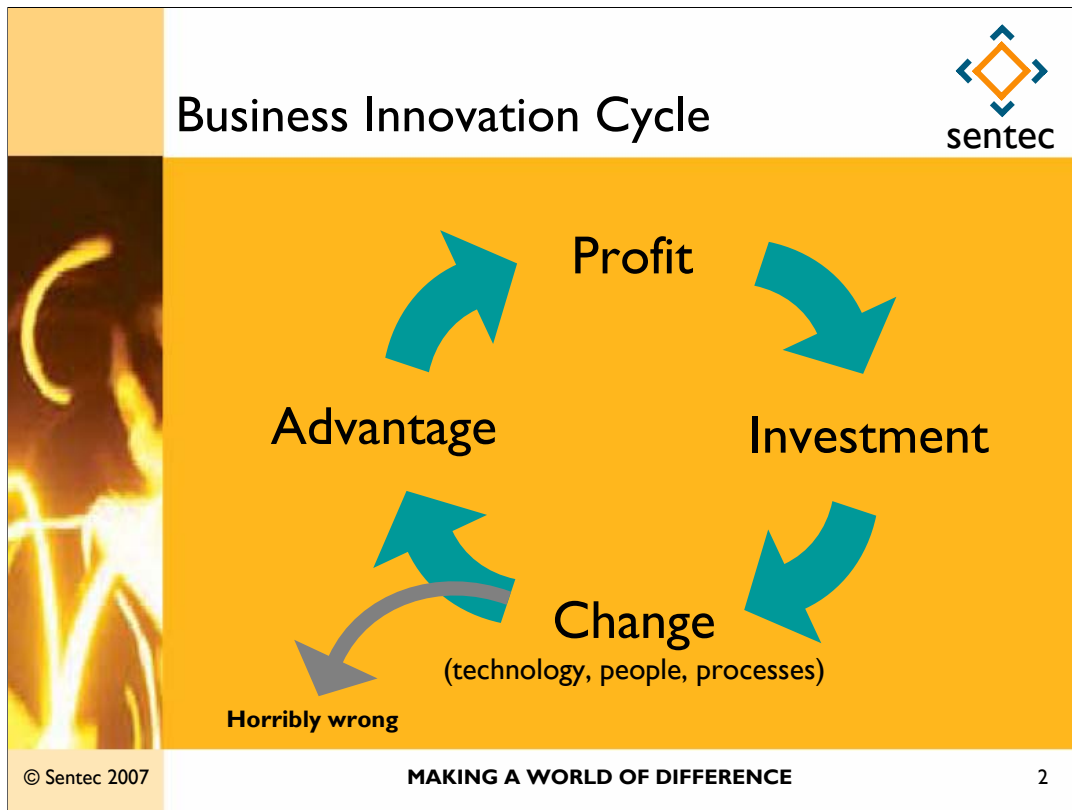 Business Innovation Cycle
sentec
Profit
Advantage
Investment
Change
(technology, people, processes)
Horribly wrong
© Sentec 2007
MAKING A WORLD OF DIFFERENCE
2